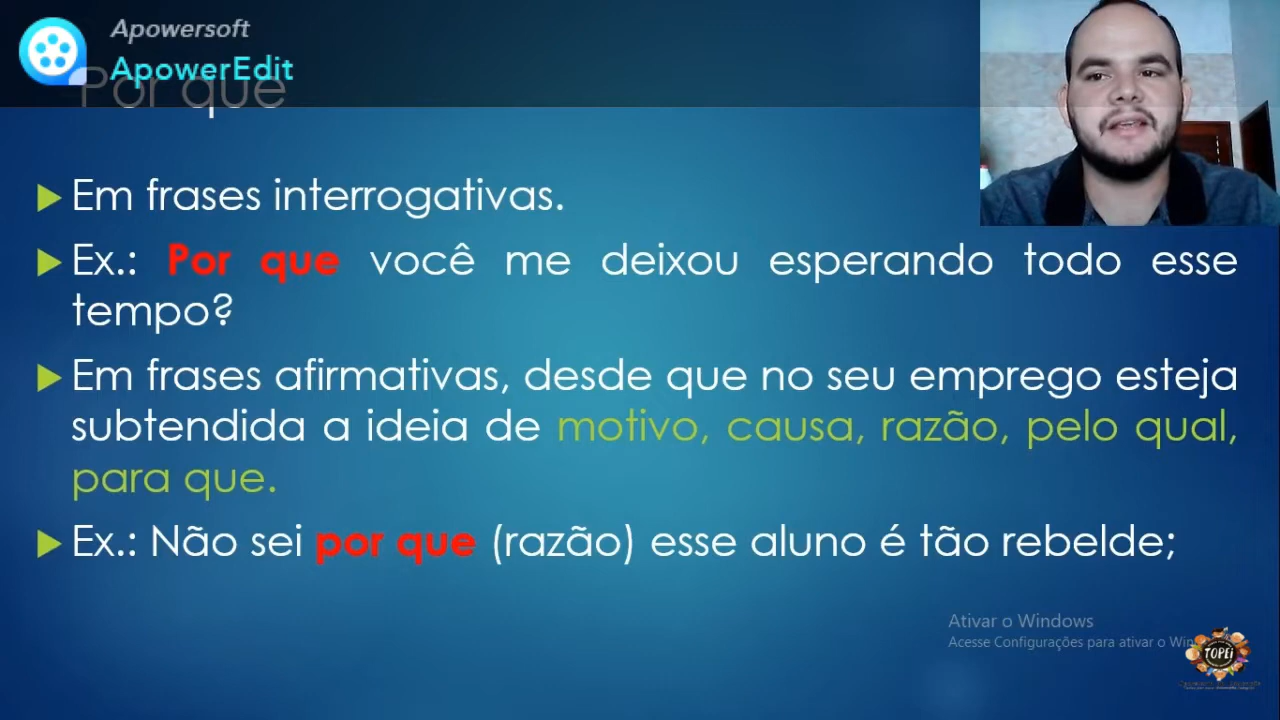 Apowersoft
ApowerEdit
Por que
Em frases interrogativas.
Ex.: Por que você me deixou esperando todo esse
tempo?
Em frases afirmativas, desde que no seu emprego esteja
subtendida a ideia de motivo, causa, razão, pelo qual,
para que.
Ex.: Não sei por que (razão) esse aluno é tão rebelde;
Ativar o Windows
Acesse Configurações para ativar o Win
TOPEi